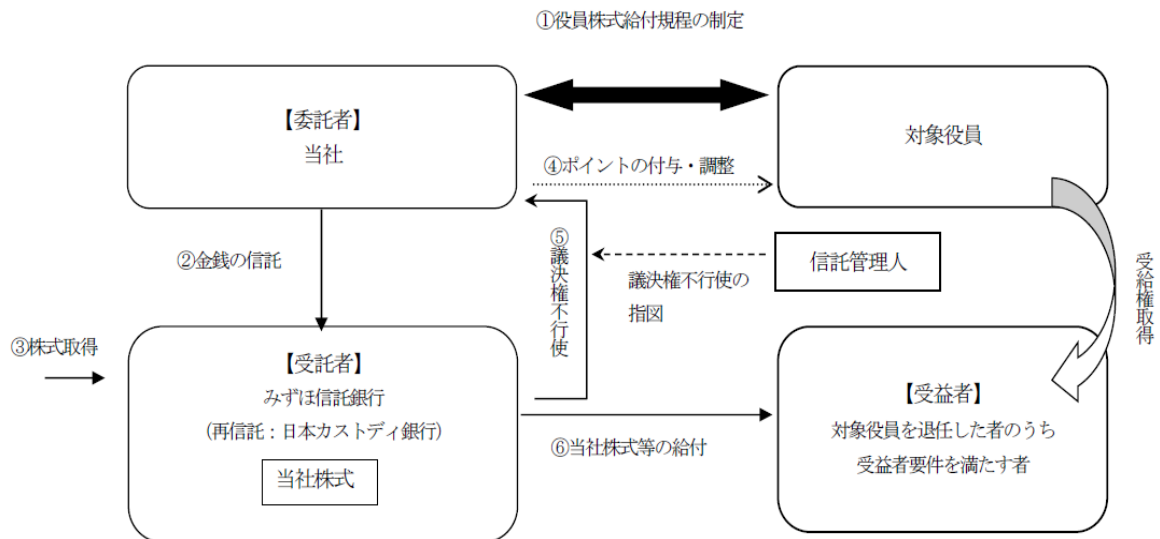 ①役員株式給付規程の制定
【委託者】
当社
対象役員
④ポイントの付与・調整
②金銭の信託
⑤議決権不行使
信託管理人
議決権不行使の
指図
受給権取得
③株式取得
【受託者】
みずほ信託銀行
(再信託：日本カストディ銀行)
当社株式
⑥当社株式等の給付
【受益者】
対象役員を退任した者のうち
受益者要件を満たす者